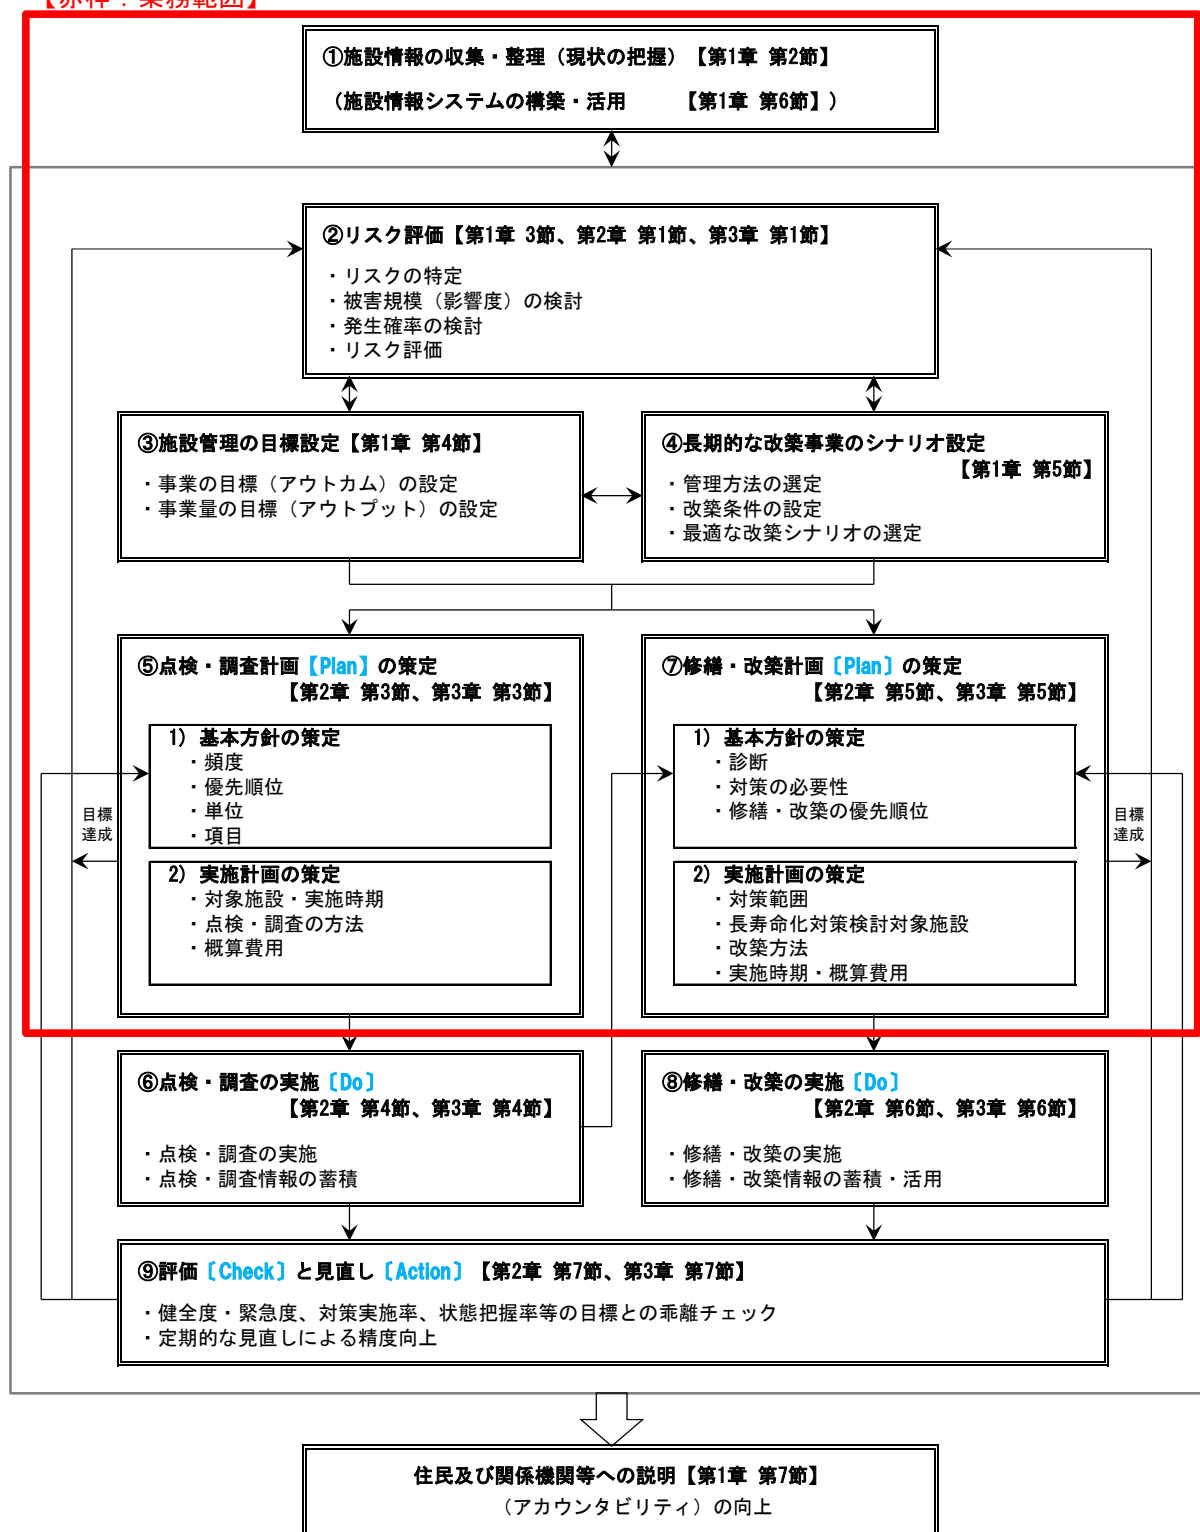 【赤枠：業務範囲】
①施設情報の収集・整理（現状の把握）【第1章 第2節】
（施設情報システムの構築・活用　　　【第1章 第6節】）
②リスク評価【第1章 3節、第2章 第1節、第3章 第1節】
・リスクの特定
・被害規模（影響度）の検討
・発生確率の検討
・リスク評価
③施設管理の目標設定【第1章 第4節】
・事業の目標（アウトカム）の設定
・事業量の目標（アウトプット）の設定
④長期的な改築事業のシナリオ設定
【第1章 第5節】
・管理方法の選定
・改築条件の設定
・最適な改築シナリオの選定
⑤点検・調査計画【Plan】の策定
【第2章 第3節、第3章 第3節】
1) 基本方針の策定
・頻度
・優先順位
・単位
・項目
2) 実施計画の策定
・対象施設・実施時期
・点検・調査の方法
・概算費用
目標
達成
⑦修繕・改築計画〔Plan〕の策定
【第2章 第5節、第3章 第5節】
1) 基本方針の策定
・診断
・対策の必要性
・修繕・改築の優先順位
2) 実施計画の策定
・対策範囲
・長寿命化対策検討対象施設
・改築方法
・実施時期・概算費用
目標
達成
⑥点検・調査の実施〔Do〕
【第2章 第4節、第3章 第4節】
・点検・調査の実施
・点検・調査情報の蓄積
⑧修繕・改築の実施〔Do〕
【第2章 第6節、第3章 第6節】
・修繕・改築の実施
・修繕・改築情報の蓄積・活用
⑨評価〔Check〕と見直し〔Action〕【第2章 第7節、第3章 第7節】
・健全度・緊急度、対策実施率、状態把握率等の目標との乖離チェック
・定期的な見直しによる精度向上
住民及び関係機関等への説明【第1章 第7節】
（アカウンタビリティ）の向上